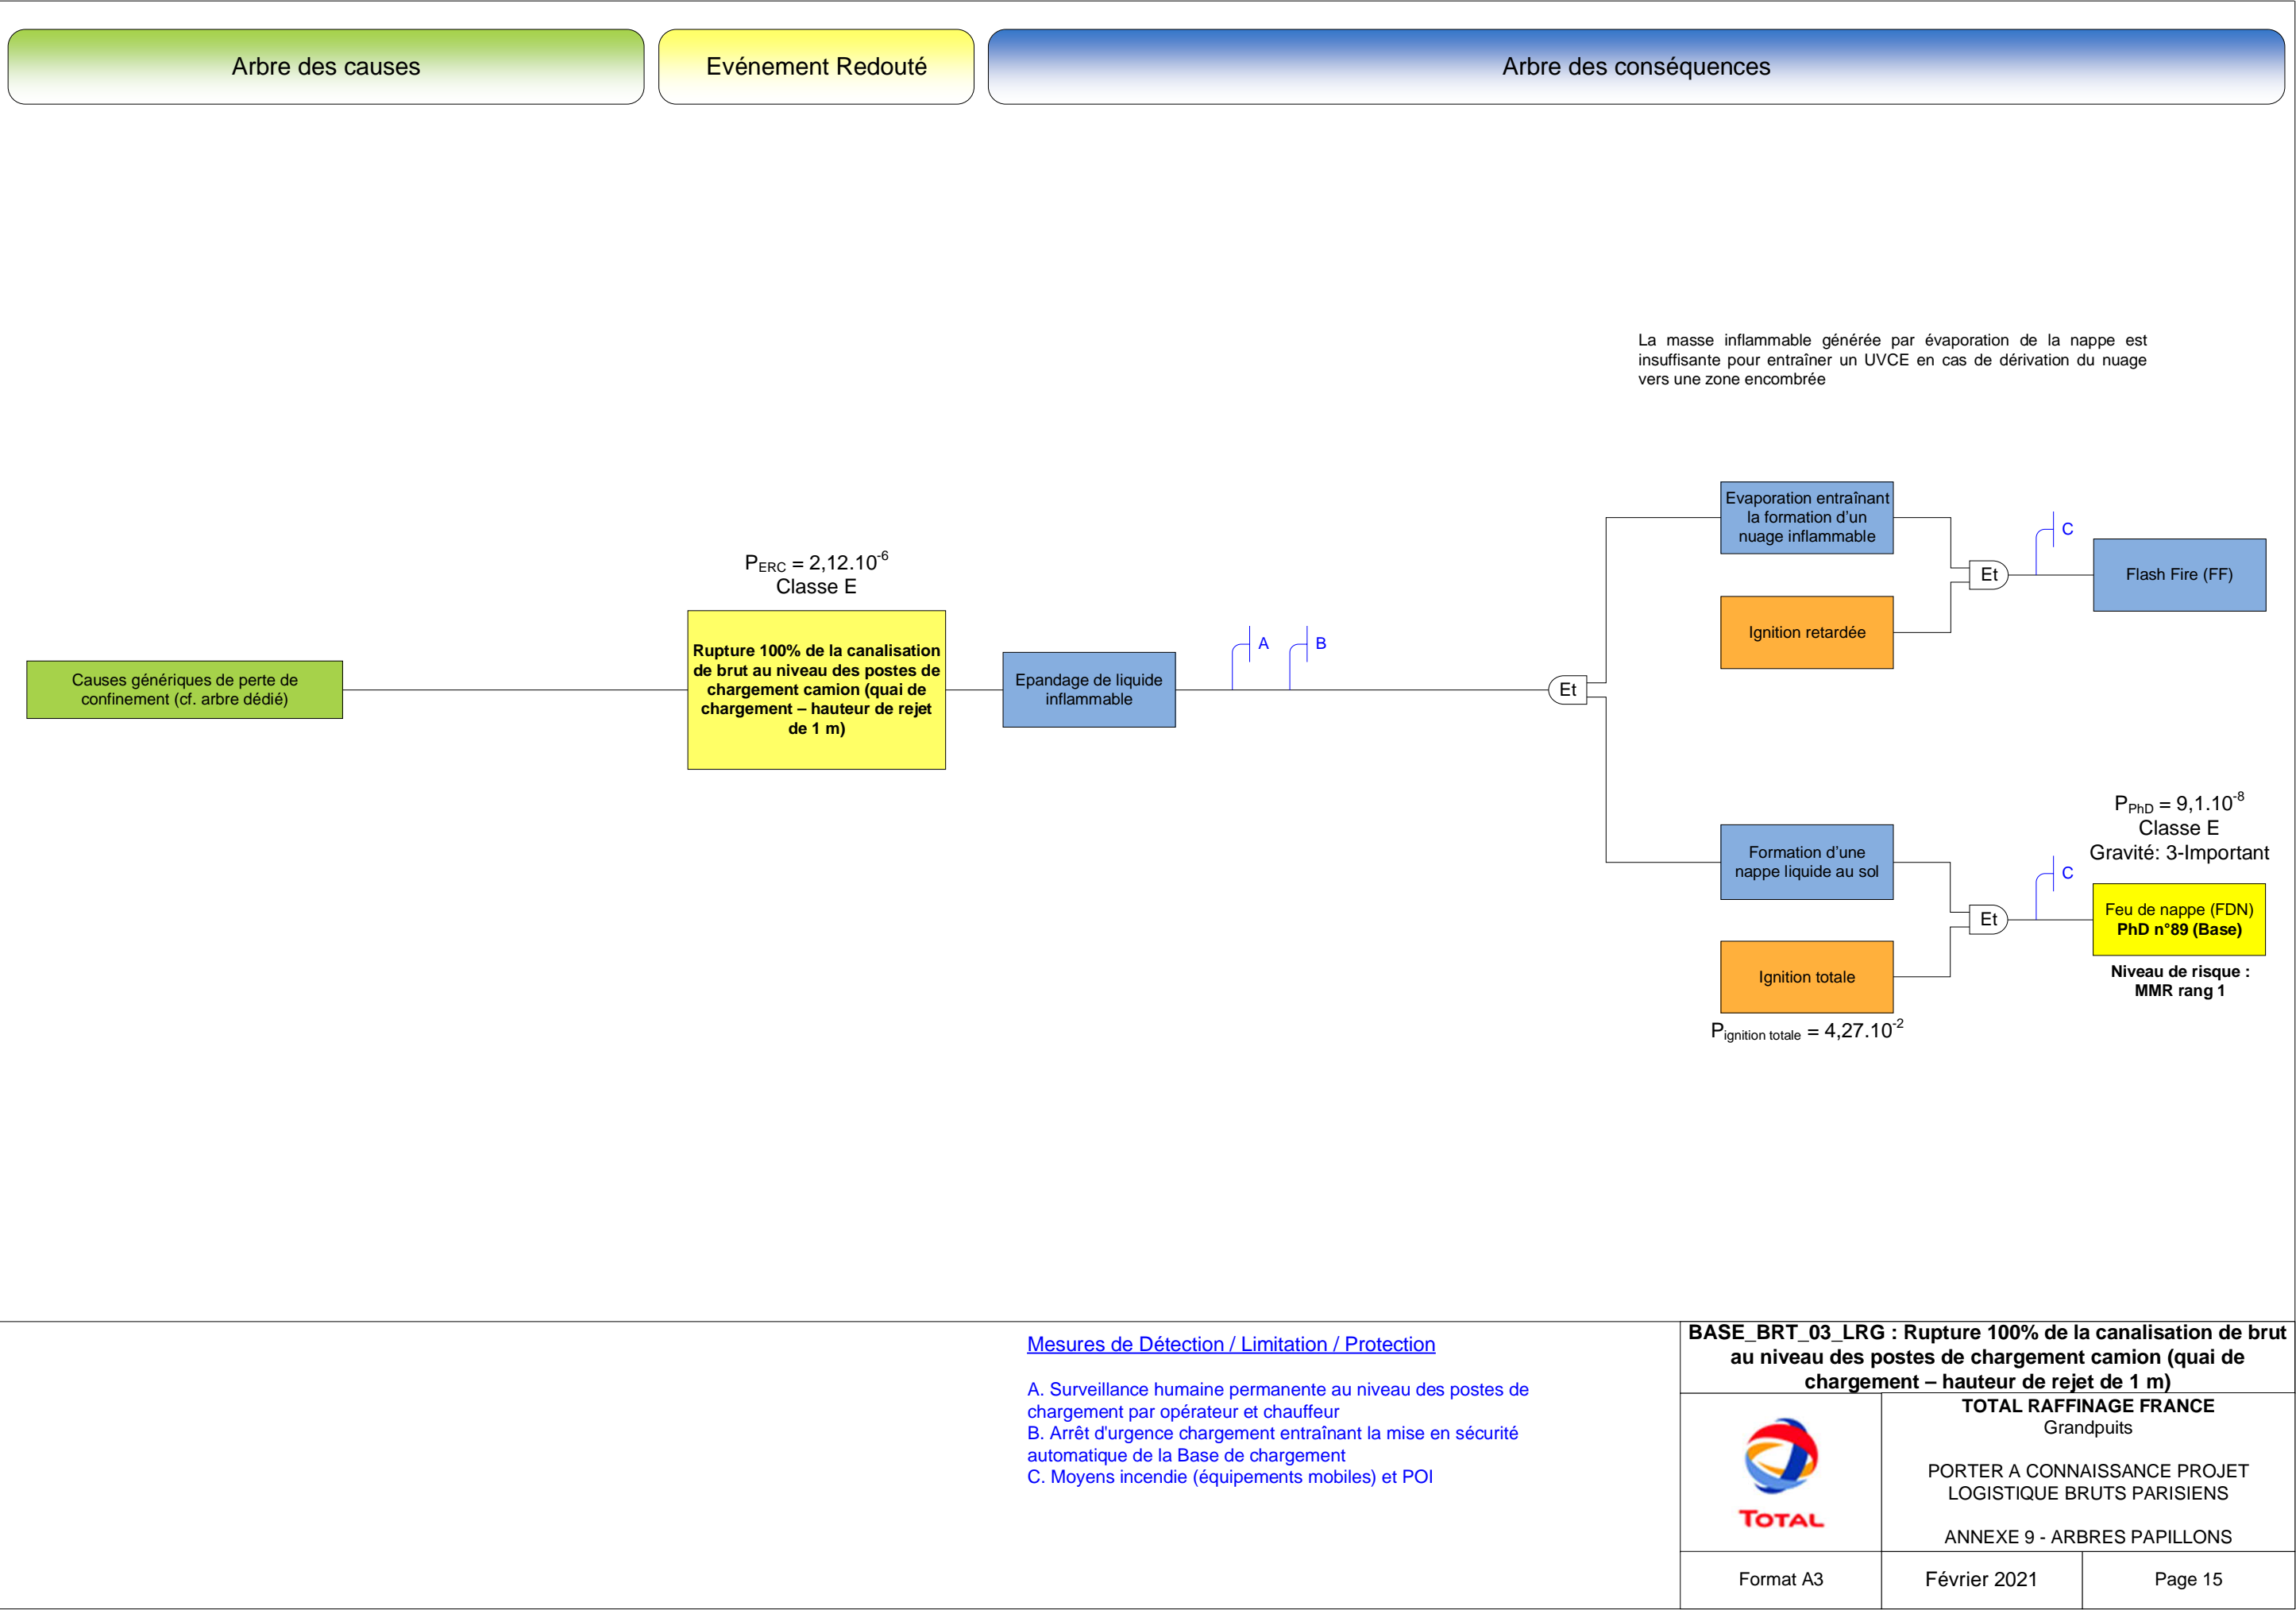 Arbre des causes
Evénement Redouté
Arbre des conséquences
La masse inflammable générée par évaporation de la nappe est
insuffisante pour entraîner un UVCE en cas de dérivation du nuage
vers une zone encombrée
Evaporation entraînant
la formation d’un
nuage inflammable
C
Et
Flash Fire (FF)
Ignition retardée
P_ERC = 2,12.10^-6
Classe E
Rupture 100% de la canalisation
de brut au niveau des postes de
chargement camion (quai de
chargement – hauteur de rejet
de 1 m)
Causes génériques de perte de
confinement (cf. arbre dédié)
Epandage de liquide
inflammable
A
B
Et
P_PhD = 9,1.10^-8
Classe E
Gravité: 3-Important
Formation d’une
nappe liquide au sol
C
Et
Feu de nappe (FDN)
PhD n°89 (Base)
Niveau de risque :
MMR rang 1
Ignition totale
P_ignition totale = 4,27.10^-2
Mesures de Détection / Limitation / Protection
A. Surveillance humaine permanente au niveau des postes de
chargement par opérateur et chauffeur
B. Arrêt d'urgence chargement entraînant la mise en sécurité
automatique de la Base de chargement
C. Moyens incendie (équipements mobiles) et POI
BASE_BRT_03_LRG : Rupture 100% de la canalisation de brut
au niveau des postes de chargement camion (quai de
chargement – hauteur de rejet de 1 m)
TOTAL
TOTAL RAFFINAGE FRANCE
Grandpuits
PORTER A CONNAISSANCE PROJET
LOGISTIQUE BRUTS PARISIENS
ANNEXE 9 - ARBRES PAPILLONS
Format A3
Février 2021
Page 15